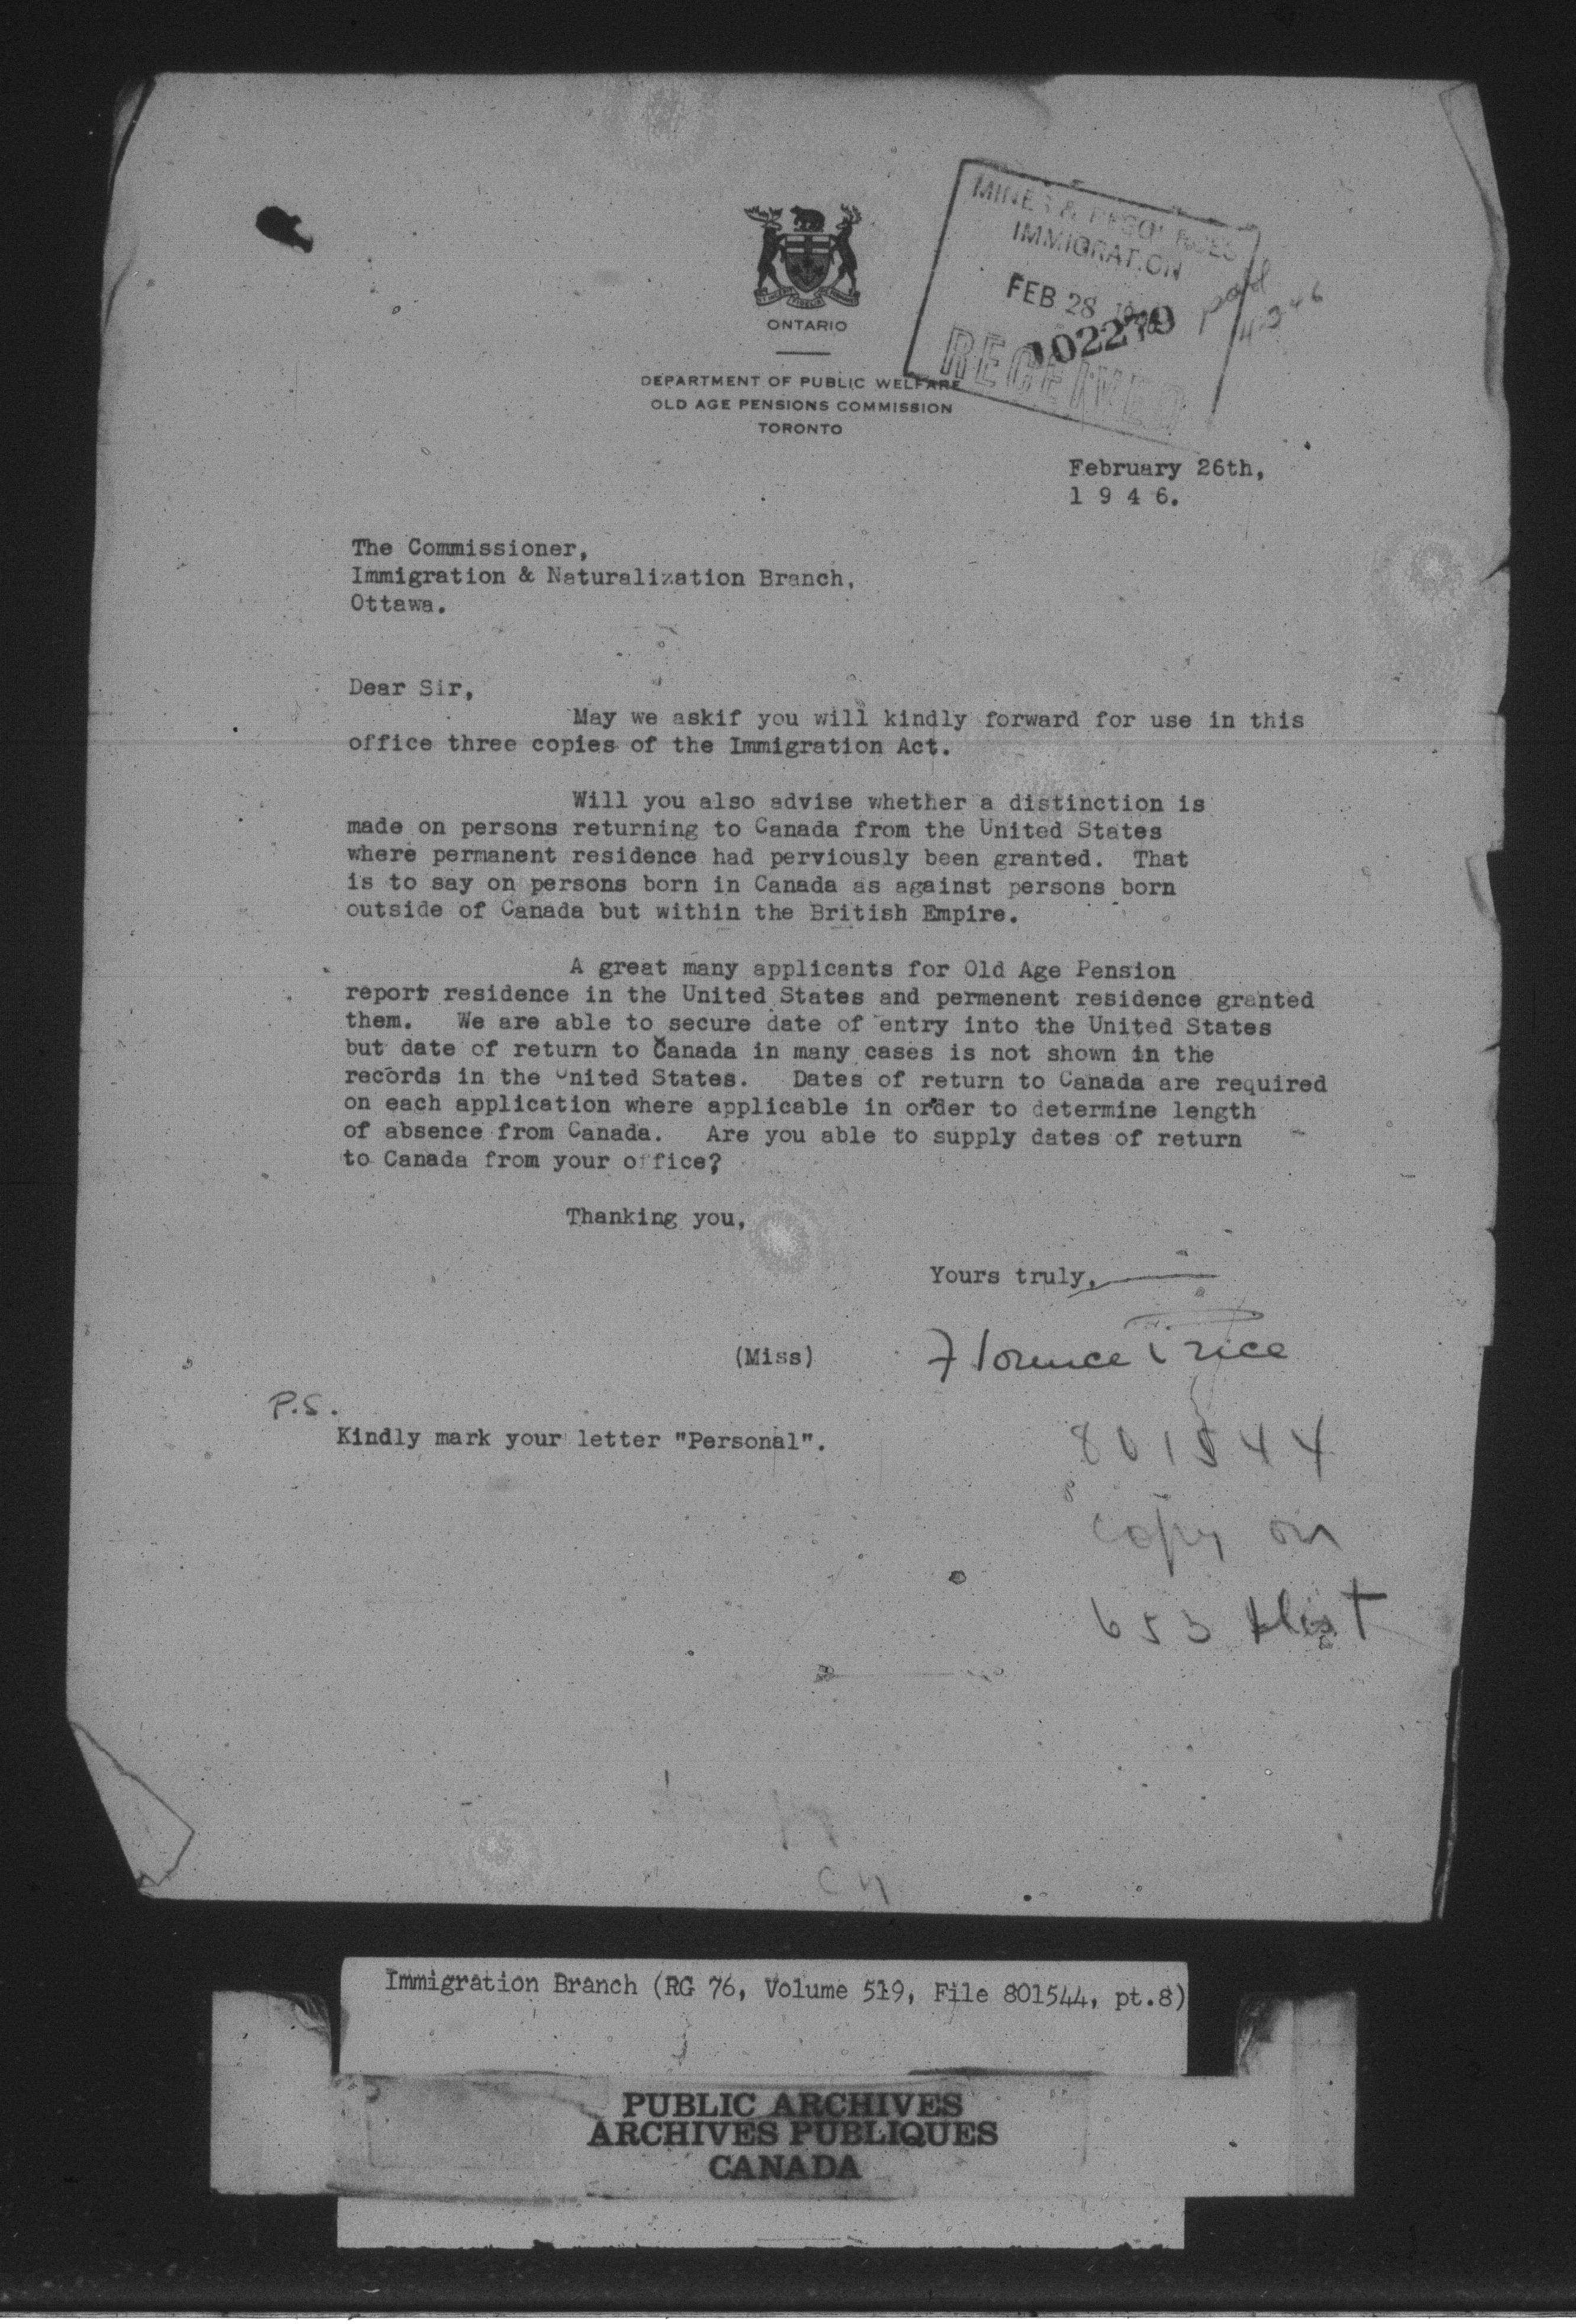 MINES & RESOURCES
IMMIGRATION
FEB 28 1946
102279
RECEIVED
pad
4-3-46
ONTARIO
DEPARTMENT OF PUBLIC WELFARE
OLD AGE PENSIONS COMMISSION
TORONTO
February 26th,
1 9 4 6.
The Commissioner,
Immigration & Naturalization Branch,
Ottawa.
Dear Sir,
May we askif you will kindly forward for use in this
office three copies of the Immigration Act.
Will you also advise whether a distinction is
made on persons returning to Canada from the United States
where permanent residence had perviously been granted. That
is to say on persons born in Canada as against persons born
outside of Canada but within the British Empire.
A great many applicants for Old Age Pension
report residence in the United States and permenent residence granted
them. We are able to secure date of entry into the United States
but date of return to Canada in many cases is not shown in the
records in the United States. Dates of return to Canada are required
on each application where applicable in order to determine length
of absence from Canada. Are you able to supply dates of return
to Canada from your office?
Thanking you,
Yours truly,
(Miss) Florence Price
P.S.
Kindly mark your letter "Personal".
801544
copy on
653
Immigration Branch (RG 76, Volume 519, File 801544, pt.8)
PUBLIC ARCHIVES
ARCHIVES PUBLIQUES
CANADA